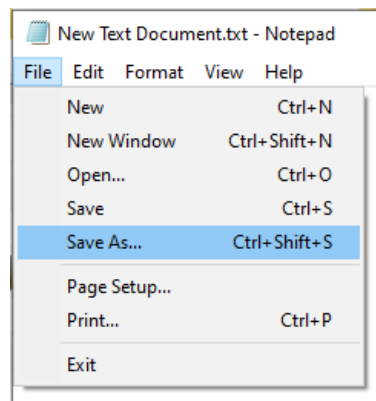 New Text Document.txt - Notepad
File Edit Format View Help
New Ctrl+N
New Window Ctrl+Shift+N
Open... Ctrl+O
Save Ctrl+S
Save As... Ctrl+Shift+S
Page Setup...
Print... Ctrl+P
Exit